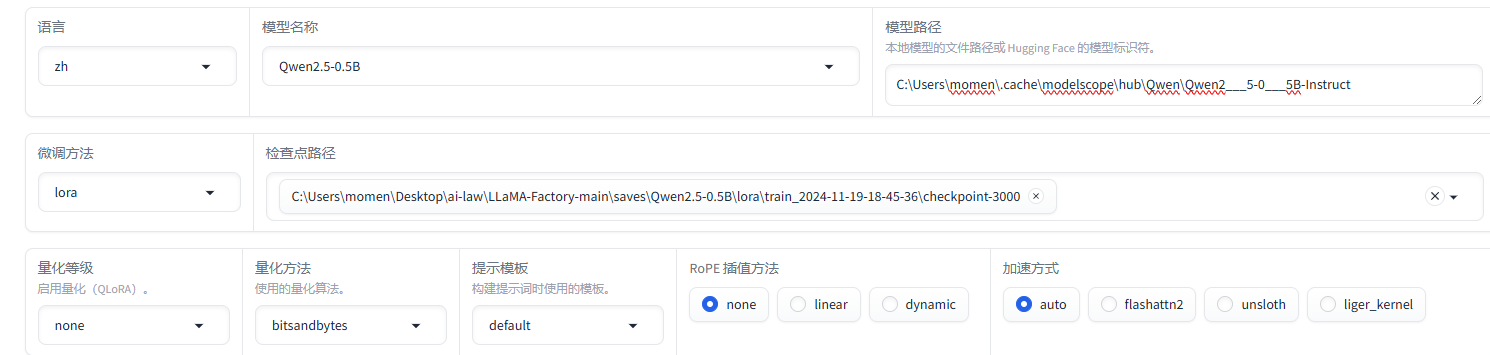 语言
zh
模型名称
Qwen2.5-0.5B
模型路径
本地模型的文件路径或 Hugging Face 的模型标识符。
C:\Users\momen\.cache\modelscope\hub\Qwen\Qwen2___5-0___5B-Instruct
微调方法
lora
检查点路径
C:\Users\momen\Desktop\ai-law\LLaMA-Factory-main\saves\Qwen2.5-0.5B\lora\train_2024-11-19-18-45-36\checkpoint-3000
量化等级
启用量化（QLoRA）。
none
量化方法
使用的量化算法。
bitsandbytes
提示模板
构建提示词时使用的模板。
default
RoPE 插值方法
none linear dynamic
加速方式
auto flashattn2 unsloth liger_kernel